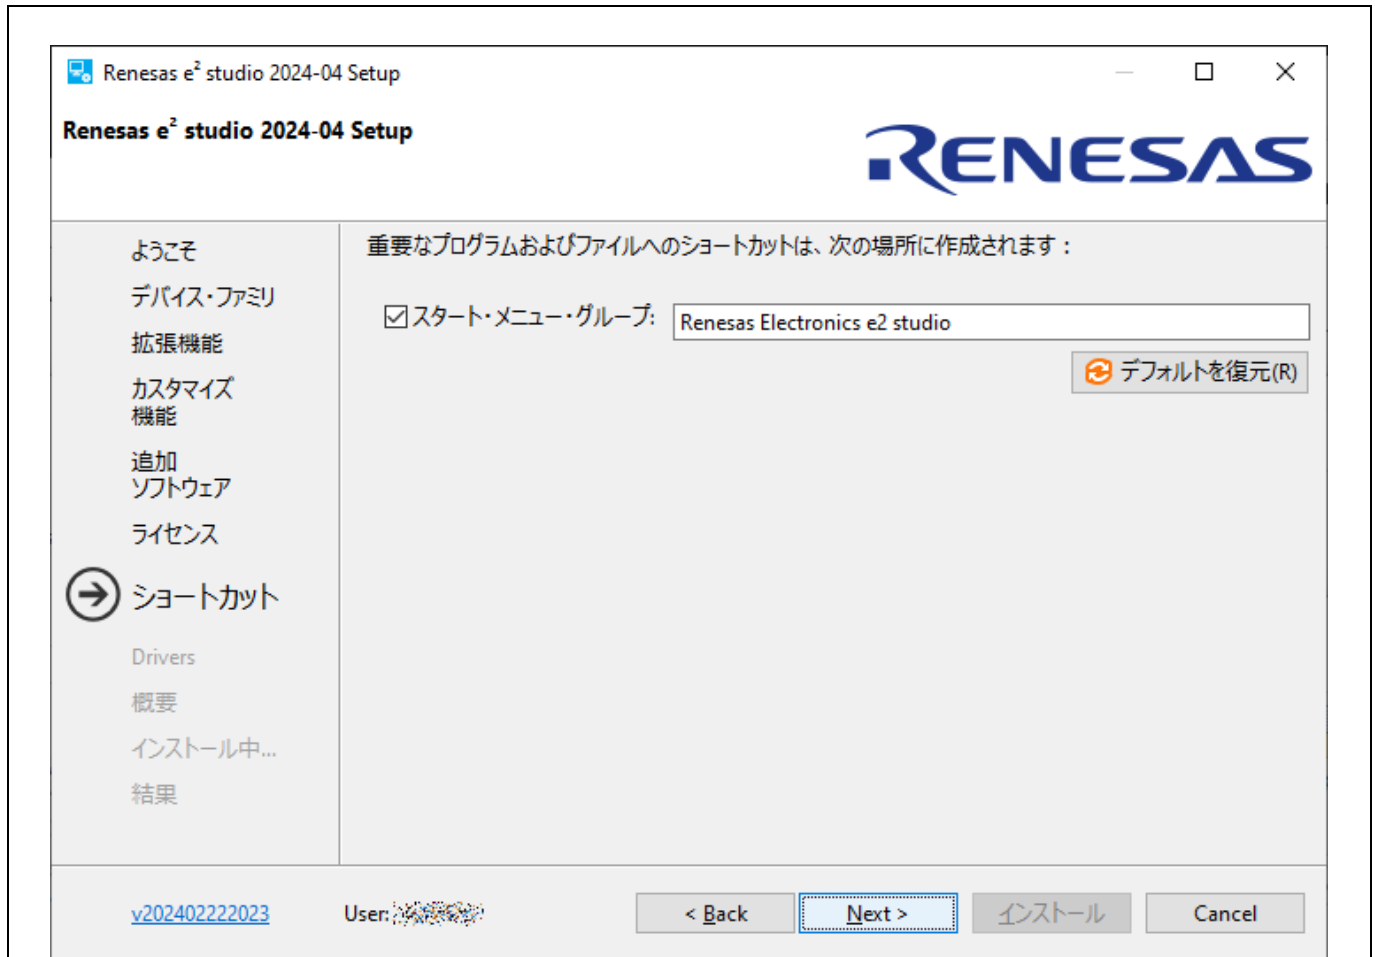 Renesas e² studio 2024-04 Setup
Renesas e² studio 2024-04 Setup
RENESAS
ようこそ
デバイス・ファミリ
拡張機能
カスタマイズ
機能
追加
ソフトウェア
ライセンス
ショートカット
Drivers
概要
インストール中...
結果
重要なプログラムおよびファイルへのショートカットは、次の場所に作成されます：
スタート・メニュー・グループ:
Renesas Electronics e2 studio
デフォルトを復元(R)
v202402222023
User:
< Back
Next >
インストール
Cancel